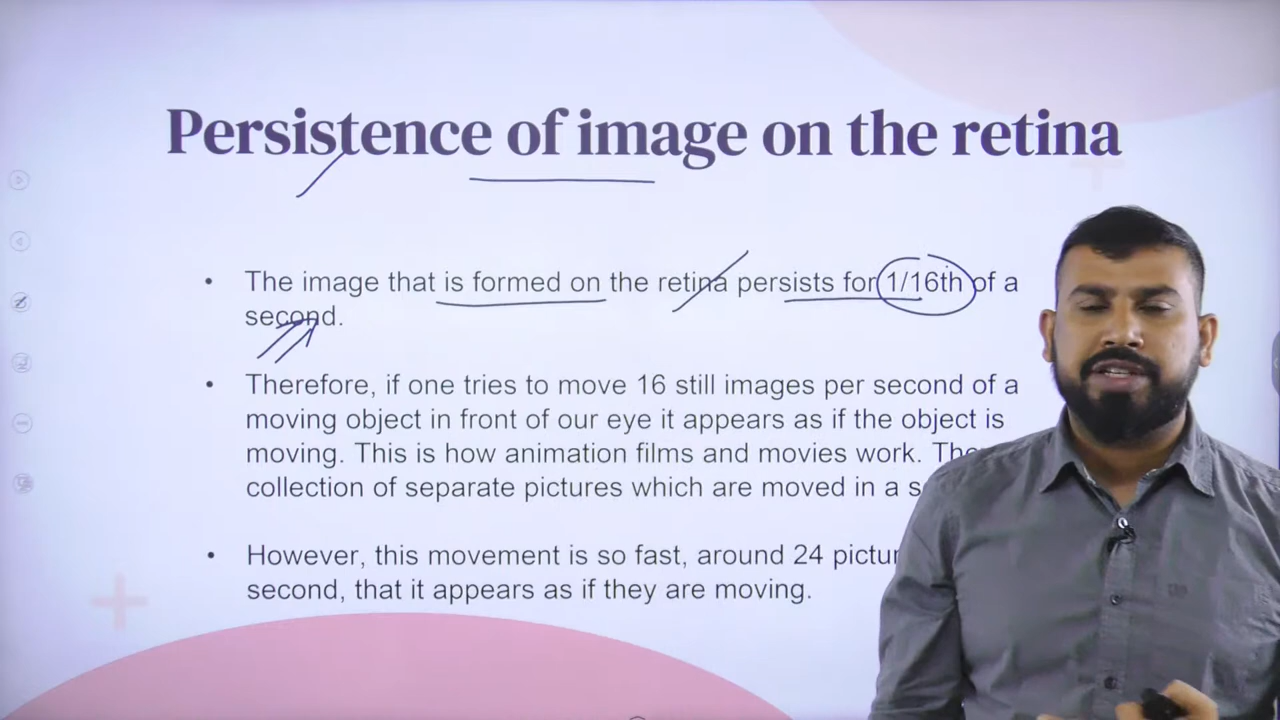 Persistence of image on the retina
• The image that is formed on the retina persists for 1/16th of a
second.
• Therefore, if one tries to move 16 still images per second of a
moving object in front of our eye it appears as if the object is
moving. This is how animation films and movies work. The
collection of separate pictures which are moved in a s
• However, this movement is so fast, around 24 pictur
second, that it appears as if they are moving.